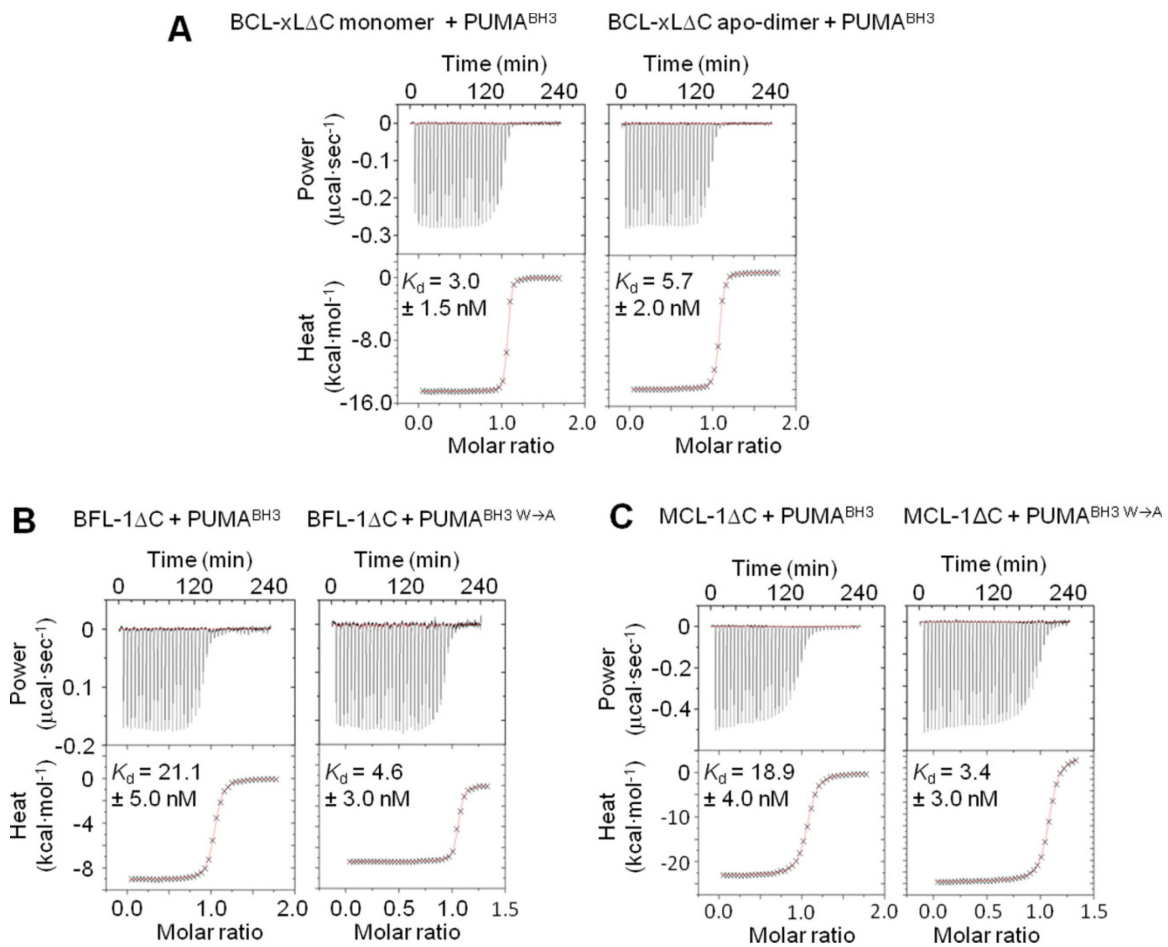 A
BCL-xLΔC monomer + PUMA^BH3 BCL-xLΔC apo-dimer + PUMA^BH3
Time (min) Time (min)
0 120 240 0 120 240
Power
(μcal·sec⁻¹)
0
-0.1
-0.2
-0.3
Heat
(kcal·mol⁻¹)
0
-8.0
-16.0
Kd = 3.0
± 1.5 nM
Kd = 5.7
± 2.0 nM
0.0 1.0 2.0 0.0 1.0 2.0
Molar ratio Molar ratio
B
BFL-1ΔC + PUMA^BH3 BFL-1ΔC + PUMA^BH3 W→A
Time (min) Time (min)
0 120 240 0 120 240
Power
(μcal·sec⁻¹)
0
0.1
-0.2
Heat
(kcal·mol⁻¹)
0
-4
-8
Kd = 21.1
± 5.0 nM
Kd = 4.6
± 3.0 nM
0.0 1.0 2.0 0.0 0.5 1.0 1.5
Molar ratio Molar ratio
C
MCL-1ΔC + PUMA^BH3 MCL-1ΔC + PUMA^BH3 W→A
Time (min) Time (min)
0 120 240 0 120 240
Power
(μcal·sec⁻¹)
0
-0.2
-0.4
Heat
(kcal·mol⁻¹)
0
-10
-20
Kd = 18.9
± 4.0 nM
Kd = 3.4
± 3.0 nM
0.0 1.0 2.0 0.0 0.5 1.0 1.5
Molar ratio Molar ratio